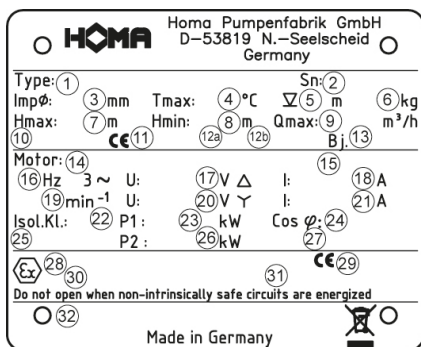 HOMA
Homa Pumpenfabrik GmbH
D–53819 N.–Seelscheid
Germany
Type: 1 Sn: 2
Impø: 3 mm Tmax: 4 °C ∇ 5 m 6 kg
Hmax: 7 m Hmin: 8 m Qmax: 9 m³/h
10 CE 11 12a 12b Bj. 13
Motor: 14 15
16 Hz 3 ~ U: 17 V △ I: 18 A
19 min⁻¹ U: 20 V Y I: 21 A
Isol.Kl.: 22 P1 : 23 kW Cos φ: 24
25 P2 : 26 kW 27
Ex 28 CE 29
30 31
Do not open when non-intrinsically safe circuits are energized
32
Made in Germany